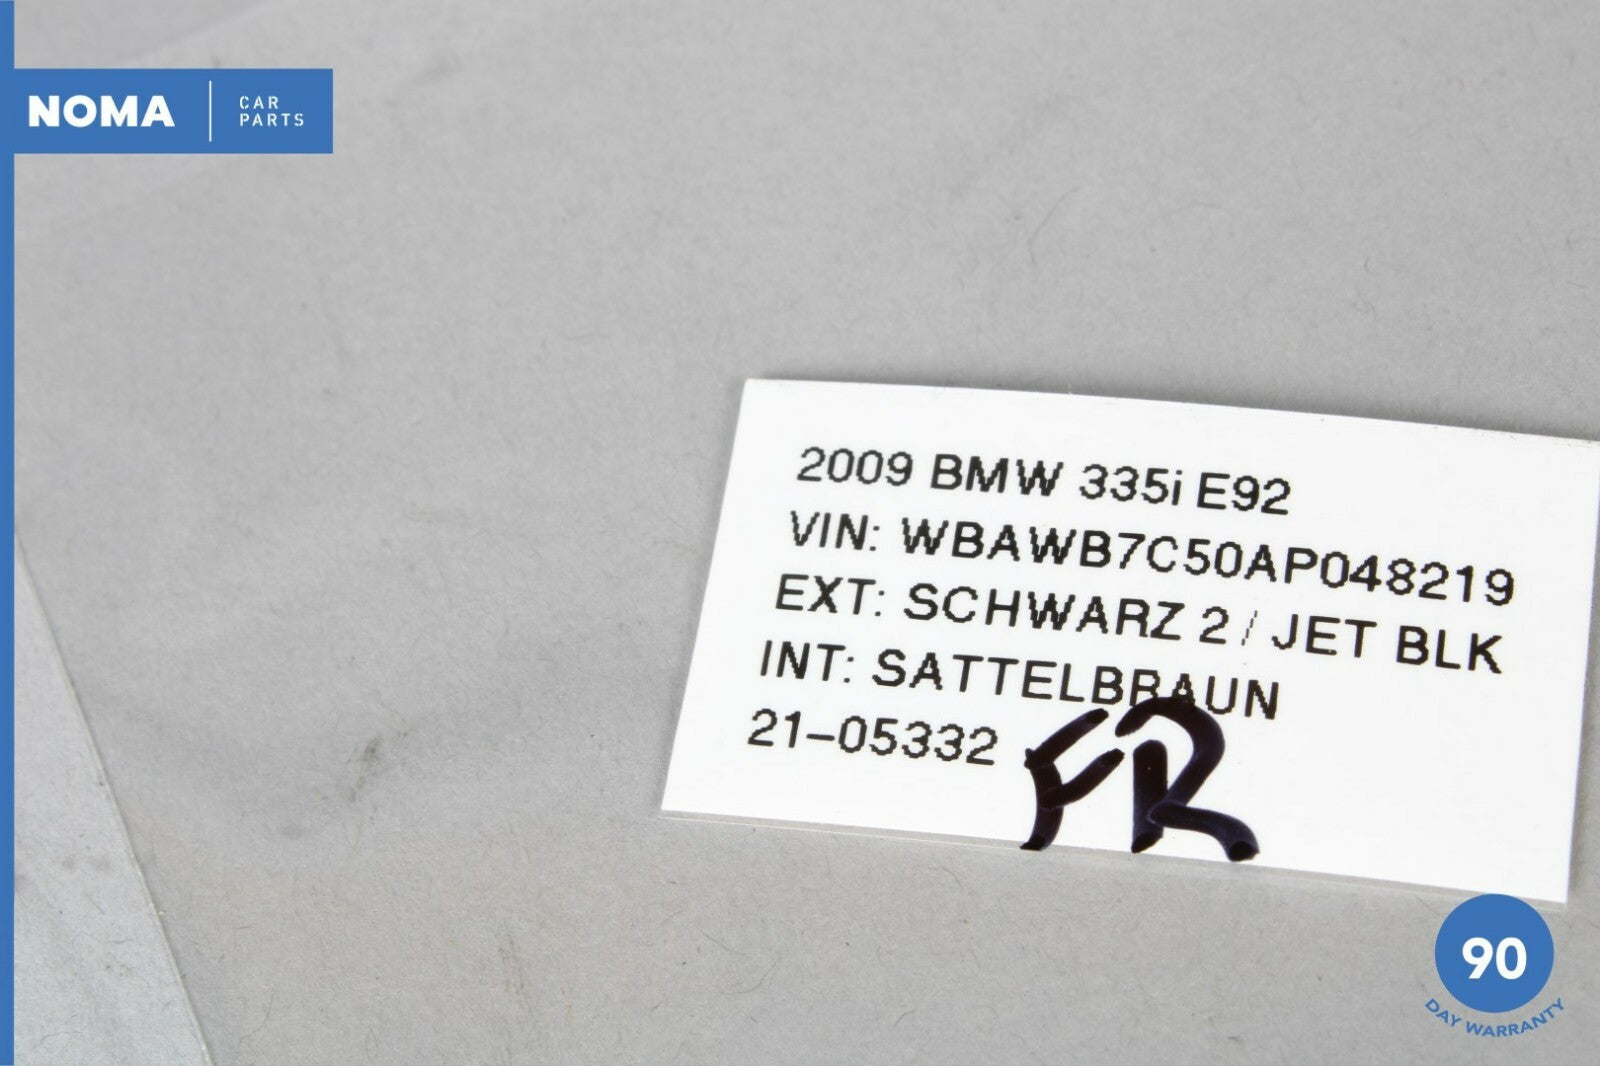 NOMA
CAR
PARTS
2009 BMW 335i E92
VIN: WBAWB7C50AP048219
EXT: SCHWARZ 2 / JET BLK
INT: SATTELBRAUN
21-05332
FR
90
DAY WARRANTY